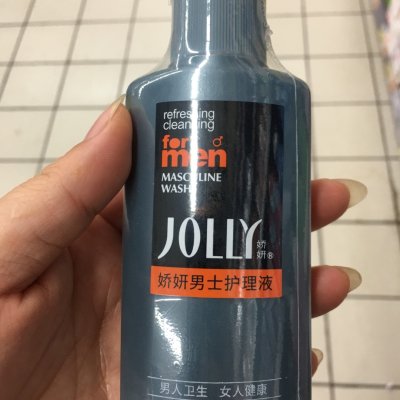 refreshing
cleansing
for ♂
men
MASCULINE
WASH
JOLLY 娇妍®
娇妍男士护理液
男人卫生 女人健康